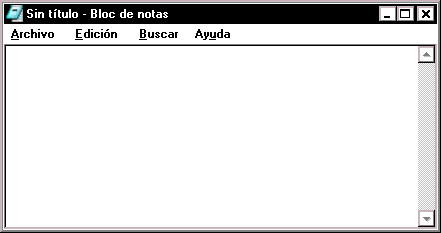 Sin título - Bloc de notas
Archivo Edición Buscar Ayuda